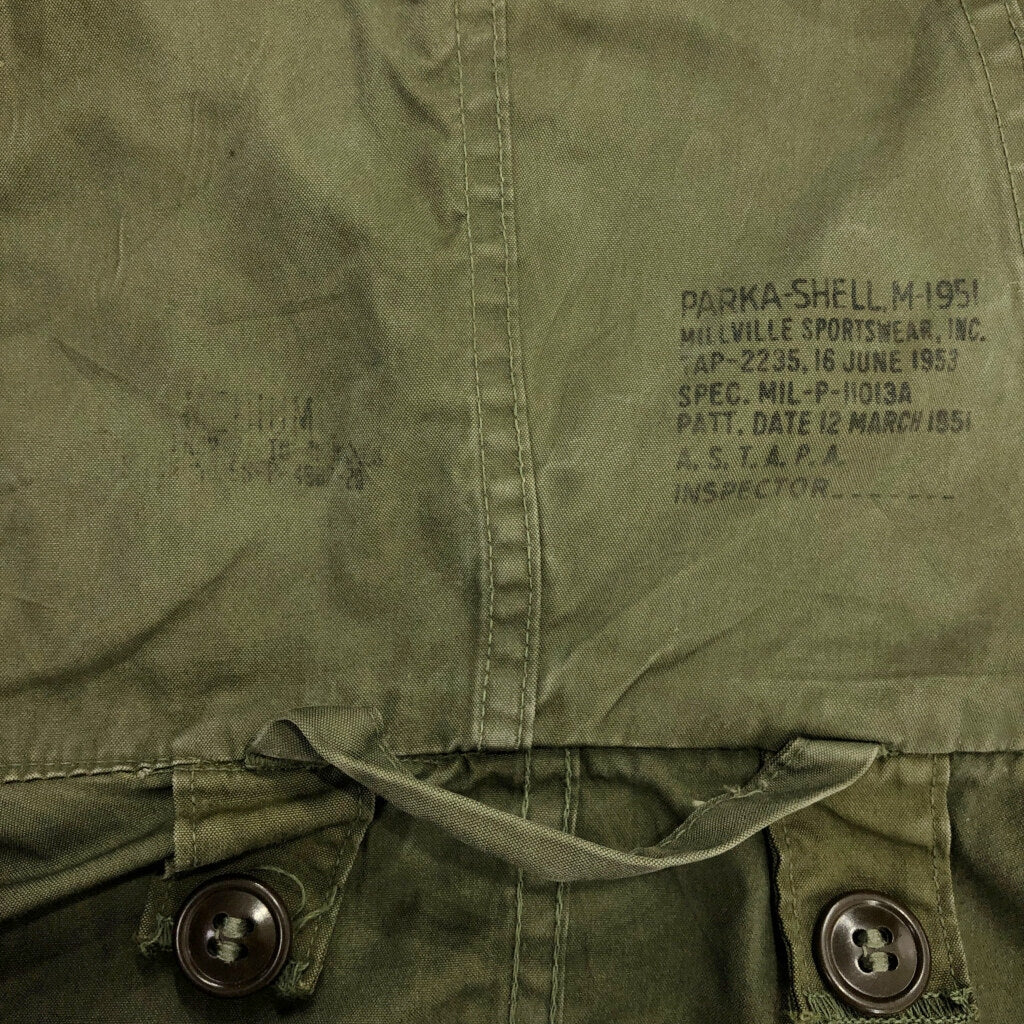 MEDIUM
PARKA-SHELL, M-1951
MILLVILLE SPORTSWEAR, INC.
TAP-2235, 16 JUNE 1953
SPEC. MIL-P-11013A
PATT. DATE 12 MARCH 1951
A. S. T. A. P. A.
INSPECTOR--------